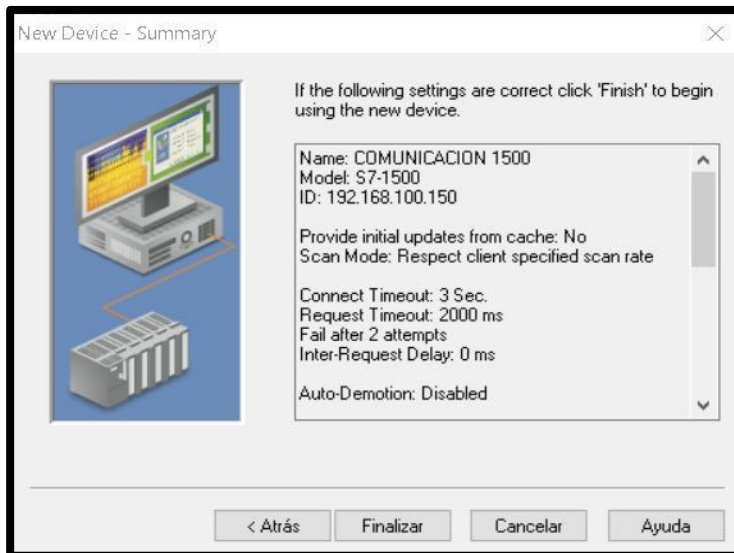 New Device - Summary
If the following settings are correct click 'Finish' to begin
using the new device.
Name: COMUNICACION 1500
Model: S7-1500
ID: 192.168.100.150
Provide initial updates from cache: No
Scan Mode: Respect client specified scan rate
Connect Timeout: 3 Sec.
Request Timeout: 2000 ms
Fail after 2 attempts
Inter-Request Delay: 0 ms
Auto-Demotion: Disabled
< Atrás Finalizar Cancelar Ayuda